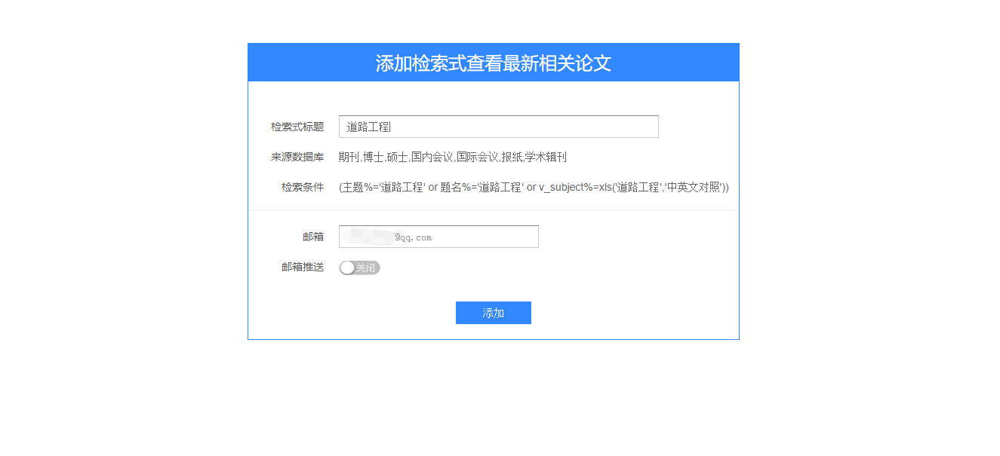 添加检索式查看最新相关论文
检索式标题 道路工程
来源数据库 期刊,博士,硕士,国内会议,国际会议,报纸,学术辑刊
检索条件 (主题%='道路工程' or 题名%='道路工程' or v_subject%=xls('道路工程','中英文对照'))
邮箱 @qq.com
邮箱推送 关闭
添加